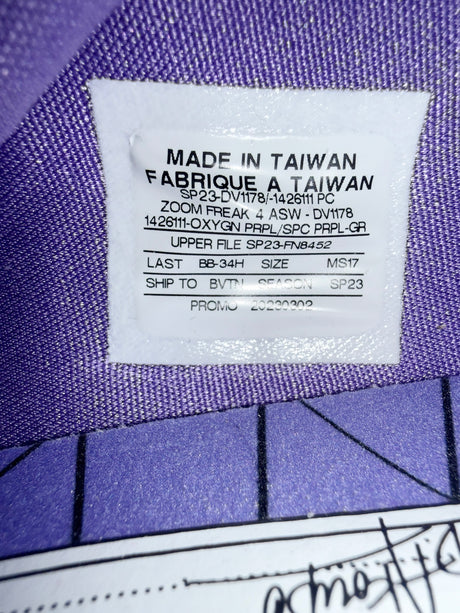 MADE IN TAIWAN
FABRIQUE A TAIWAN
SP23-DV1178/-1426111 PC
ZOOM FREAK 4 ASW - DV1178
1426111-OXYGN PRPL/SPC PRPL-GR
UPPER FILE SP23-FN8452
LAST BB-34H SIZE MS17
SHIP TO BVTN SEASON SP23
PROMO 20230302